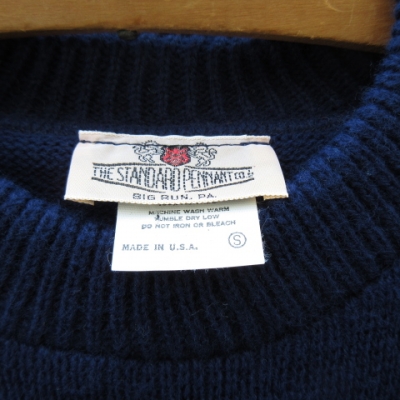 THE STANDARD PENNANT CO.
BIG RUN, PA.
MACHINE WASH WARM
TUMBLE DRY LOW
DO NOT IRON OR BLEACH
MADE IN U.S.A.
S